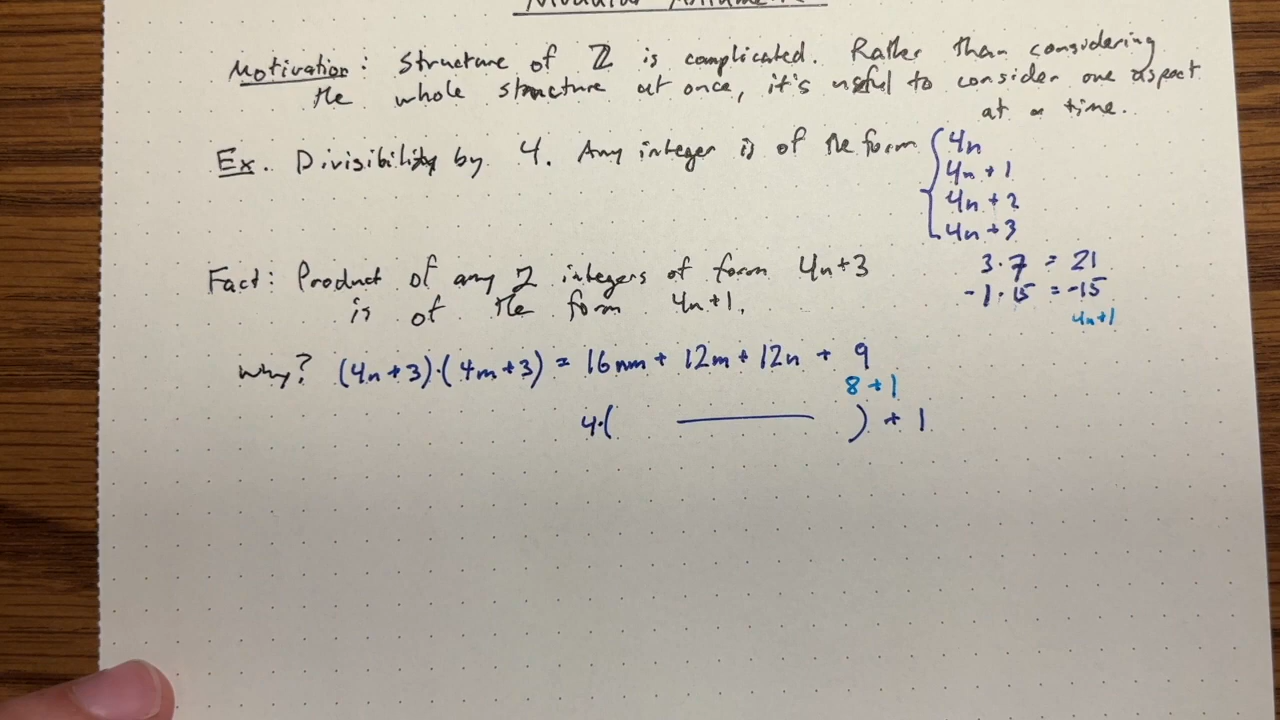 Modular Arithmetic
Motivation: Structure of ℤ is complicated. Rather than considering
the whole structure at once, it's useful to consider one aspect
at a time.
Ex. Divisibility by 4. Any integer is of the form { 4n
4n + 1
4n + 2
4n + 3
Fact: Product of any 2 integers of form 4n+3
is of the form 4n+1.
3·7 = 21
-1·15 = -15
4n+1
Why? (4n+3)·(4m+3) = 16nm + 12m + 12n + 9
8 + 1
4·( —— ) + 1